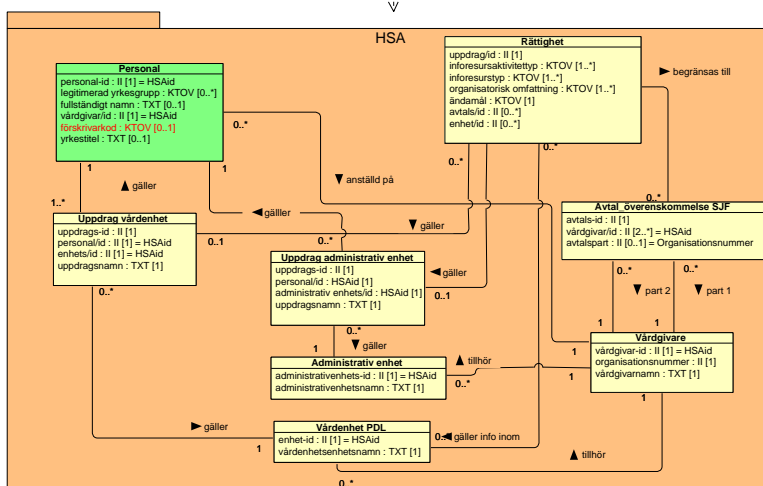 HSA
Personal
personal-id : II [1] = HSAid
legitimerad yrkesgrupp : KTOV [0..*]
fullständigt namn : TXT [0..1]
vårdgivar/id : II [1] = HSAid
förskrivarkod : KTOV [0..1]
yrkestitel : TXT [0..1]
Rättighet
uppdrag/id : II [1]
inforesursaktivitettyp : KTOV [1..*]
inforesurstyp : KTOV [1..*]
organisatorisk omfattning : KTOV [1..*]
ändamål : KTOV [1]
avtals/id : II [0..*]
enhet/id : II [0..*]
begränsas till
0..*
0..*
1
1
0..*
0..*
0..*
0..*
anställd på
gäller
1..*
gälller
gäller
Uppdrag vårdenhet
uppdrags-id : II [1]
personal/id : II [1] = HSAid
enhets/id : II [1] = HSAid
uppdragsnamn : TXT [1]
0..1
0..*
Avtal_överenskommelse SJF
avtals-id : II [1]
vårdgivar/id : II [2..*] = HSAid
avtalspart : II [0..1] = Organisationsnummer
Uppdrag administrativ enhet
uppdrags-id : II [1]
personal/id : HSAid [1]
administrativ enhets/id : HSAid [1]
uppdragsnamn : TXT [1]
gäller
0..1
0..*
0..*
0..*
part 2
part 1
0..*
1
1
gäller
1
1
Vårdgivare
vårdgivar-id : II [1] = HSAid
organisationsnummer : II [1]
vårdgivarnamn : TXT [1]
Administrativ enhet
administrativenhets-id : II [1] = HSAid
administrativenhetsnamn : TXT [1]
tillhör
0..*
1
1
Vårdenhet PDL
enhet-id : II [1] = HSAid
vårdenhetsenhetsnamn : TXT [1]
gäller
1
gäller info inom
tillhör
0..*